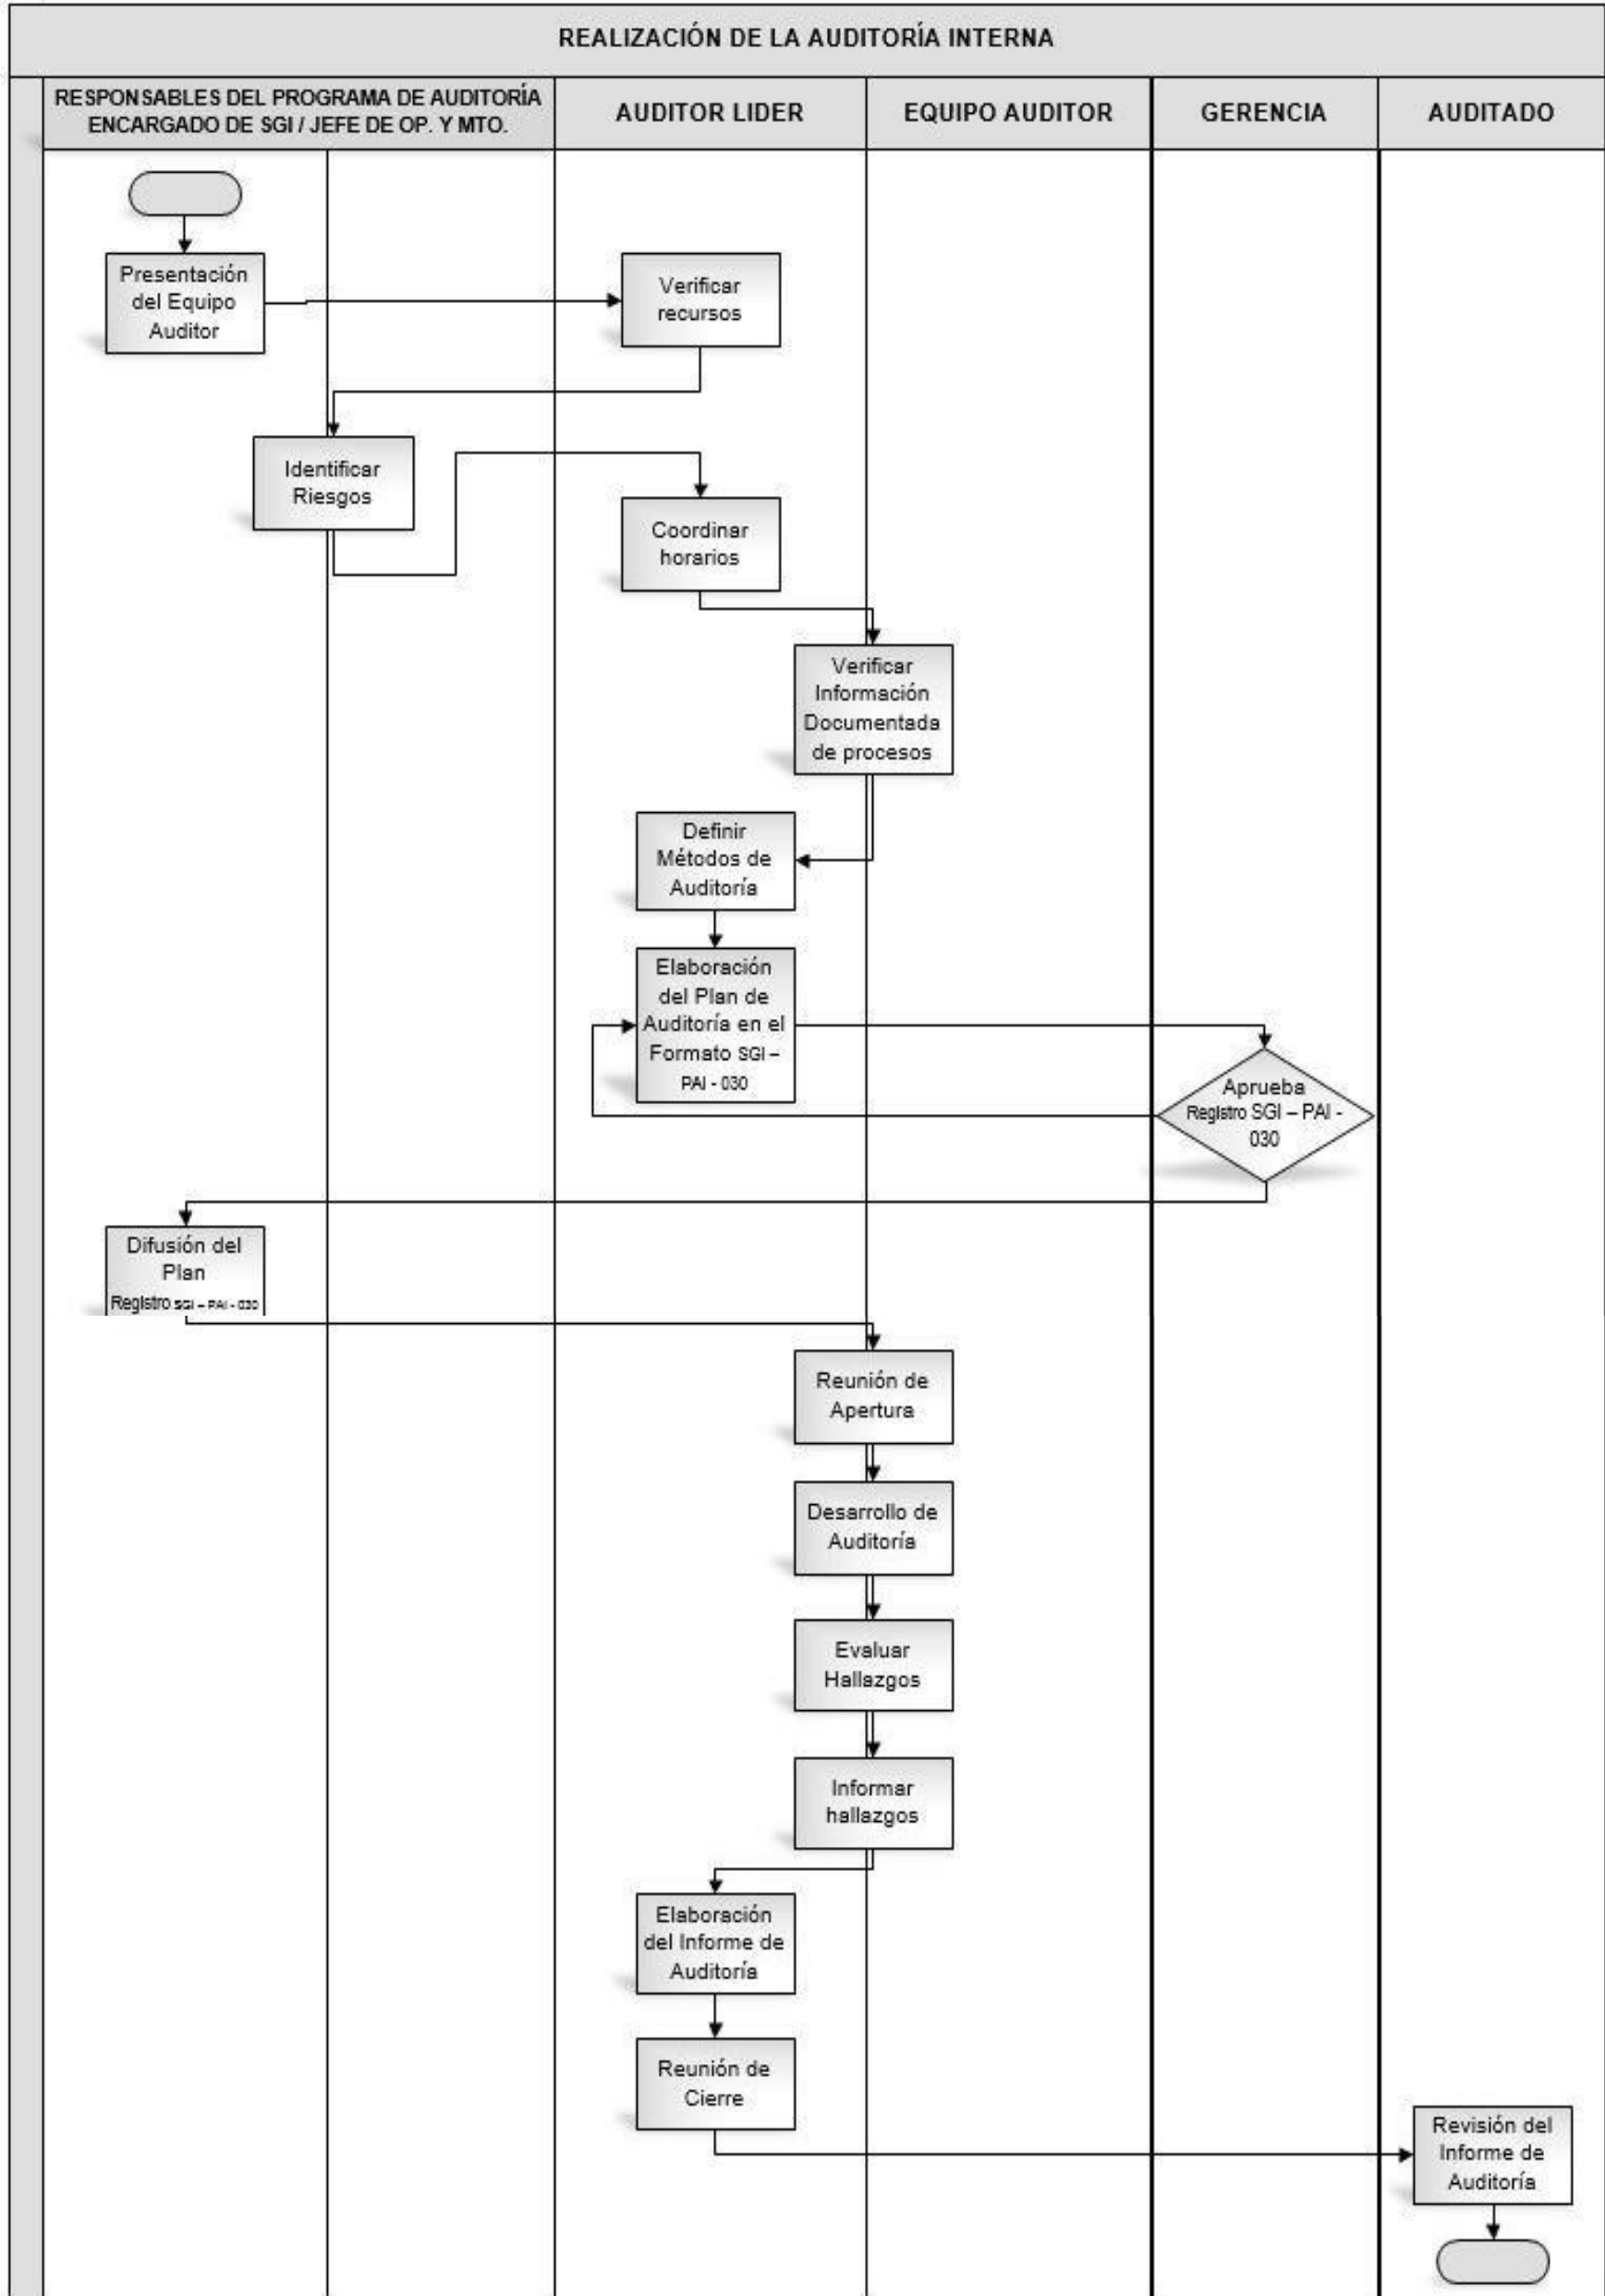 REALIZACIÓN DE LA AUDITORÍA INTERNA
RESPONSABLES DEL PROGRAMA DE AUDITORÍA
ENCARGADO DE SGI / JEFE DE OP. Y MTO.
AUDITOR LIDER
EQUIPO AUDITOR
GERENCIA
AUDITADO
Presentación
del Equipo
Auditor
Verificar
recursos
Identificar
Riesgos
Coordinar
horarios
Verificar
Información
Documentada
de procesos
Definir
Métodos de
Auditoría
Elaboración
del Plan de
Auditoría en el
Formato SGI –
PAI - 030
Aprueba
Registro SGI – PAI -
030
Difusión del
Plan
Registro SGI – PAI - 030
Reunión de
Apertura
Desarrollo de
Auditoría
Evaluar
Hallazgos
Informar
hallazgos
Elaboración
del Informe de
Auditoría
Reunión de
Cierre
Revisión del
Informe de
Auditoría